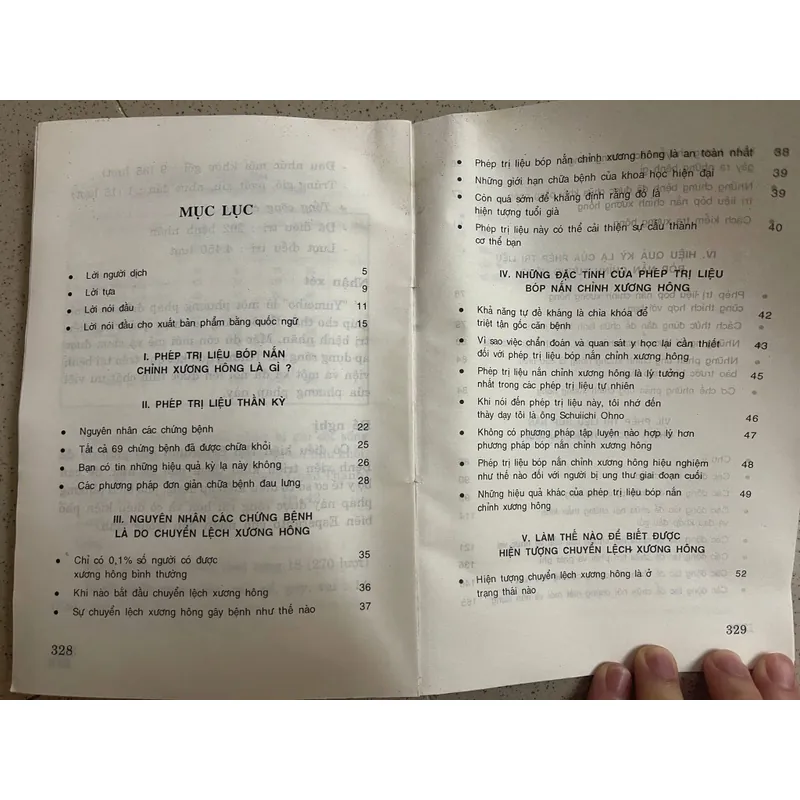 MỤC LỤC
• Lời người dịch 5
• Lời tựa 9
• Lời nói đầu 11
• Lời nói đầu cho xuất bản phẩm bằng quốc ngữ 15
I. PHÉP TRỊ LIỆU BÓP NẮN
CHỈNH XƯƠNG HÔNG LÀ GÌ ?
II. PHÉP TRỊ LIỆU THẦN KỲ
• Nguyên nhân các chứng bệnh 22
• Tất cả 69 chứng bệnh đã được chữa khỏi 25
• Bạn có tin những hiệu quả kỳ lạ này không 26
• Các phương pháp đơn giản chữa bệnh đau lưng 28
III. NGUYÊN NHÂN CÁC CHỨNG BỆNH
LÀ DO CHUYỂN LỆCH XƯƠNG HÔNG
• Chỉ có 0,1% số người có được 35
xương hông bình thường
• Khi nào bắt đầu chuyển lệch xương hông 36
• Sự chuyển lệch xương hông gây bệnh như thế nào 37
328
• Phép trị liệu bóp nắn chỉnh xương hông là an toàn nhất 38
• Những giới hạn chữa bệnh của khoa học hiện đại 39
• Còn quá sớm để khẳng định rằng đó là 39
hiện tượng tuổi già
• Phép trị liệu này có thể cải thiện sự cấu thành 40
cơ thể bạn
IV. NHỮNG ĐẶC TÍNH CỦA PHÉP TRỊ LIỆU
BÓP NẮN CHỈNH XƯƠNG HÔNG
• Khả năng tự đề kháng là chìa khóa để 42
triệt tận gốc căn bệnh
• Vì sao việc chẩn đoán và quan sát y học lại cần thiết 43
đối với phép trị liệu bóp nắn chỉnh xương hông
• Phép trị liệu nắn chỉnh xương hông là lý tưởng 45
nhất trong các phép trị liệu tự nhiên
• Khi nói đến phép trị liệu này, tôi nhớ đến
thày dạy tôi là ông Schuiichi Ohno 46
• Không có phương pháp tập luyện nào hợp lý hơn 47
phương pháp bóp nắn chỉnh xương hông
• Phép trị liệu bóp nắn chỉnh xương hông hiệu nghiệm 48
như thế nào đối với người bị ung thư giai đoạn cuối
• Những hiệu quả khác của phép trị liệu bóp nắn 49
chỉnh xương hông
V. LÀM THẾ NÀO ĐỂ BIẾT ĐƯỢC
HIỆN TƯỢNG CHUYỂN LỆCH XƯƠNG HÔNG
• Hiện tượng chuyển lệch xương hông là ở 52
trạng thái nào
329